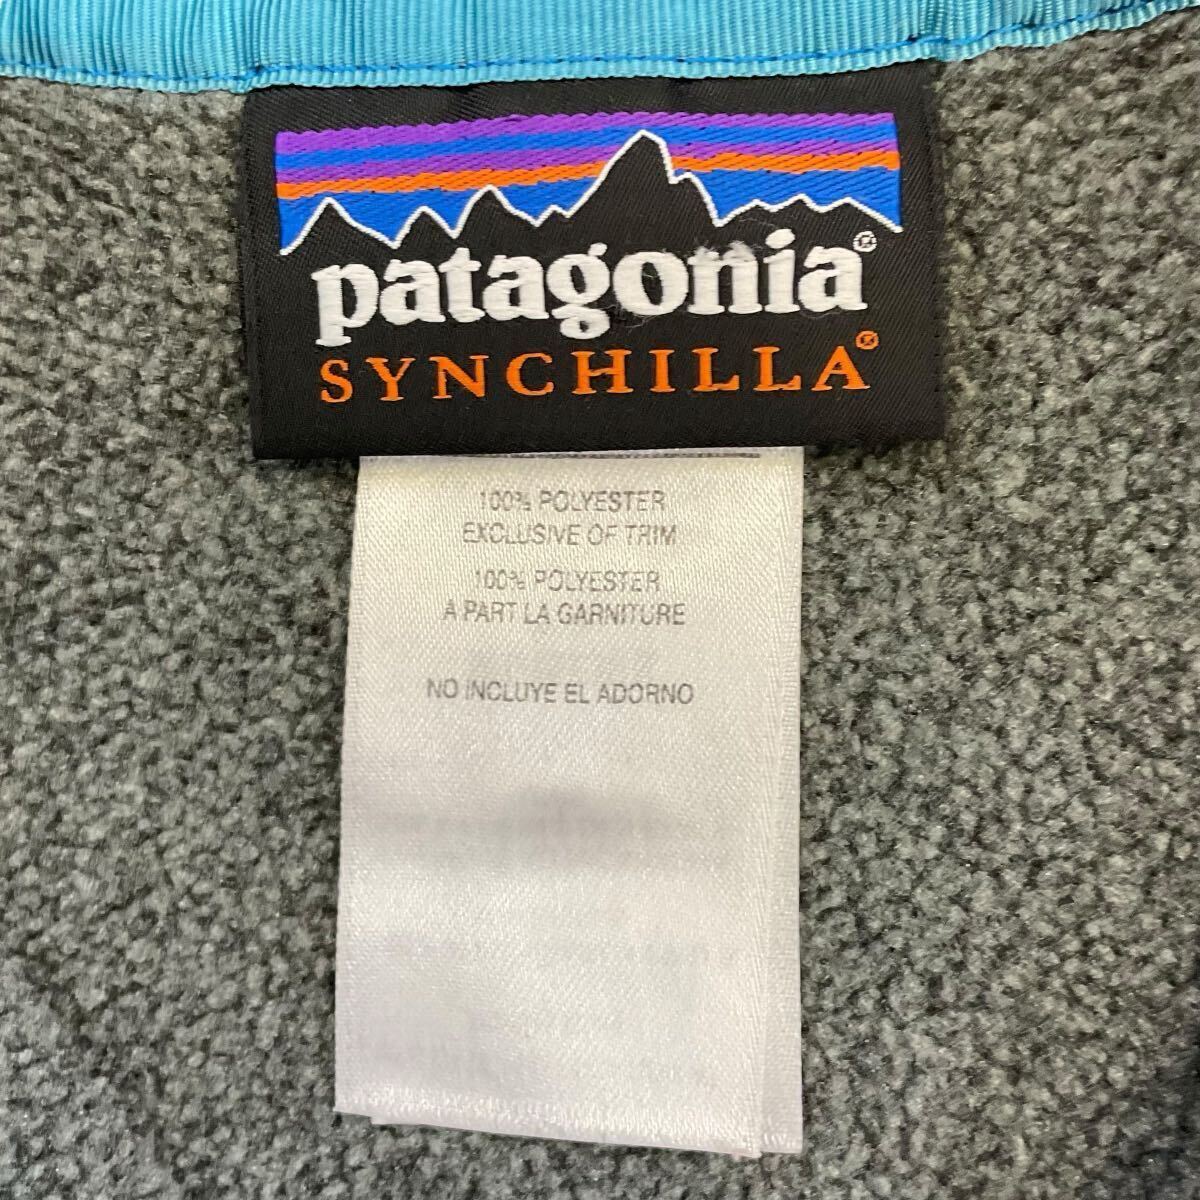 patagonia®
SYNCHILLA®
100% POLYESTER
EXCLUSIVE OF TRIM
100% POLYESTER
A PART LA GARNITURE
NO INCLUYE EL ADORNO